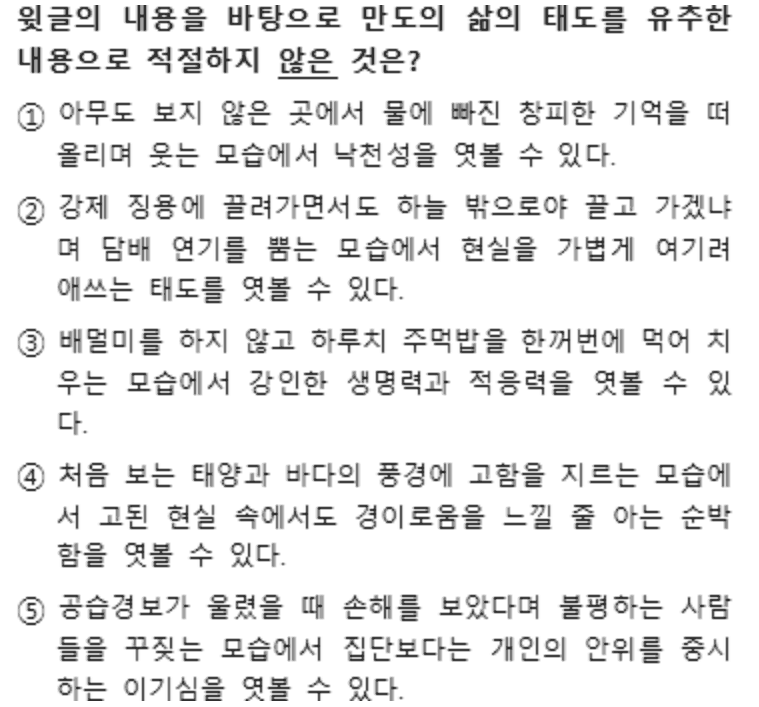 윗글의 내용을 바탕으로 만도의 삶의 태도를 유추한
내용으로 적절하지 않은 것은?
① 아무도 보지 않은 곳에서 물에 빠진 창피한 기억을 떠
올리며 웃는 모습에서 낙천성을 엿볼 수 있다.
② 강제 징용에 끌려가면서도 하늘 밖으로야 끌고 가겠냐
며 담배 연기를 뿜는 모습에서 현실을 가볍게 여기려
애쓰는 태도를 엿볼 수 있다.
③ 배멀미를 하지 않고 하루치 주먹밥을 한꺼번에 먹어 치
우는 모습에서 강인한 생명력과 적응력을 엿볼 수 있
다.
④ 처음 보는 태양과 바다의 풍경에 고함을 지르는 모습에
서 고된 현실 속에서도 경이로움을 느낄 줄 아는 순박
함을 엿볼 수 있다.
⑤ 공습경보가 울렸을 때 손해를 보았다며 불평하는 사람
들을 꾸짖는 모습에서 집단보다는 개인의 안위를 중시
하는 이기심을 엿볼 수 있다.